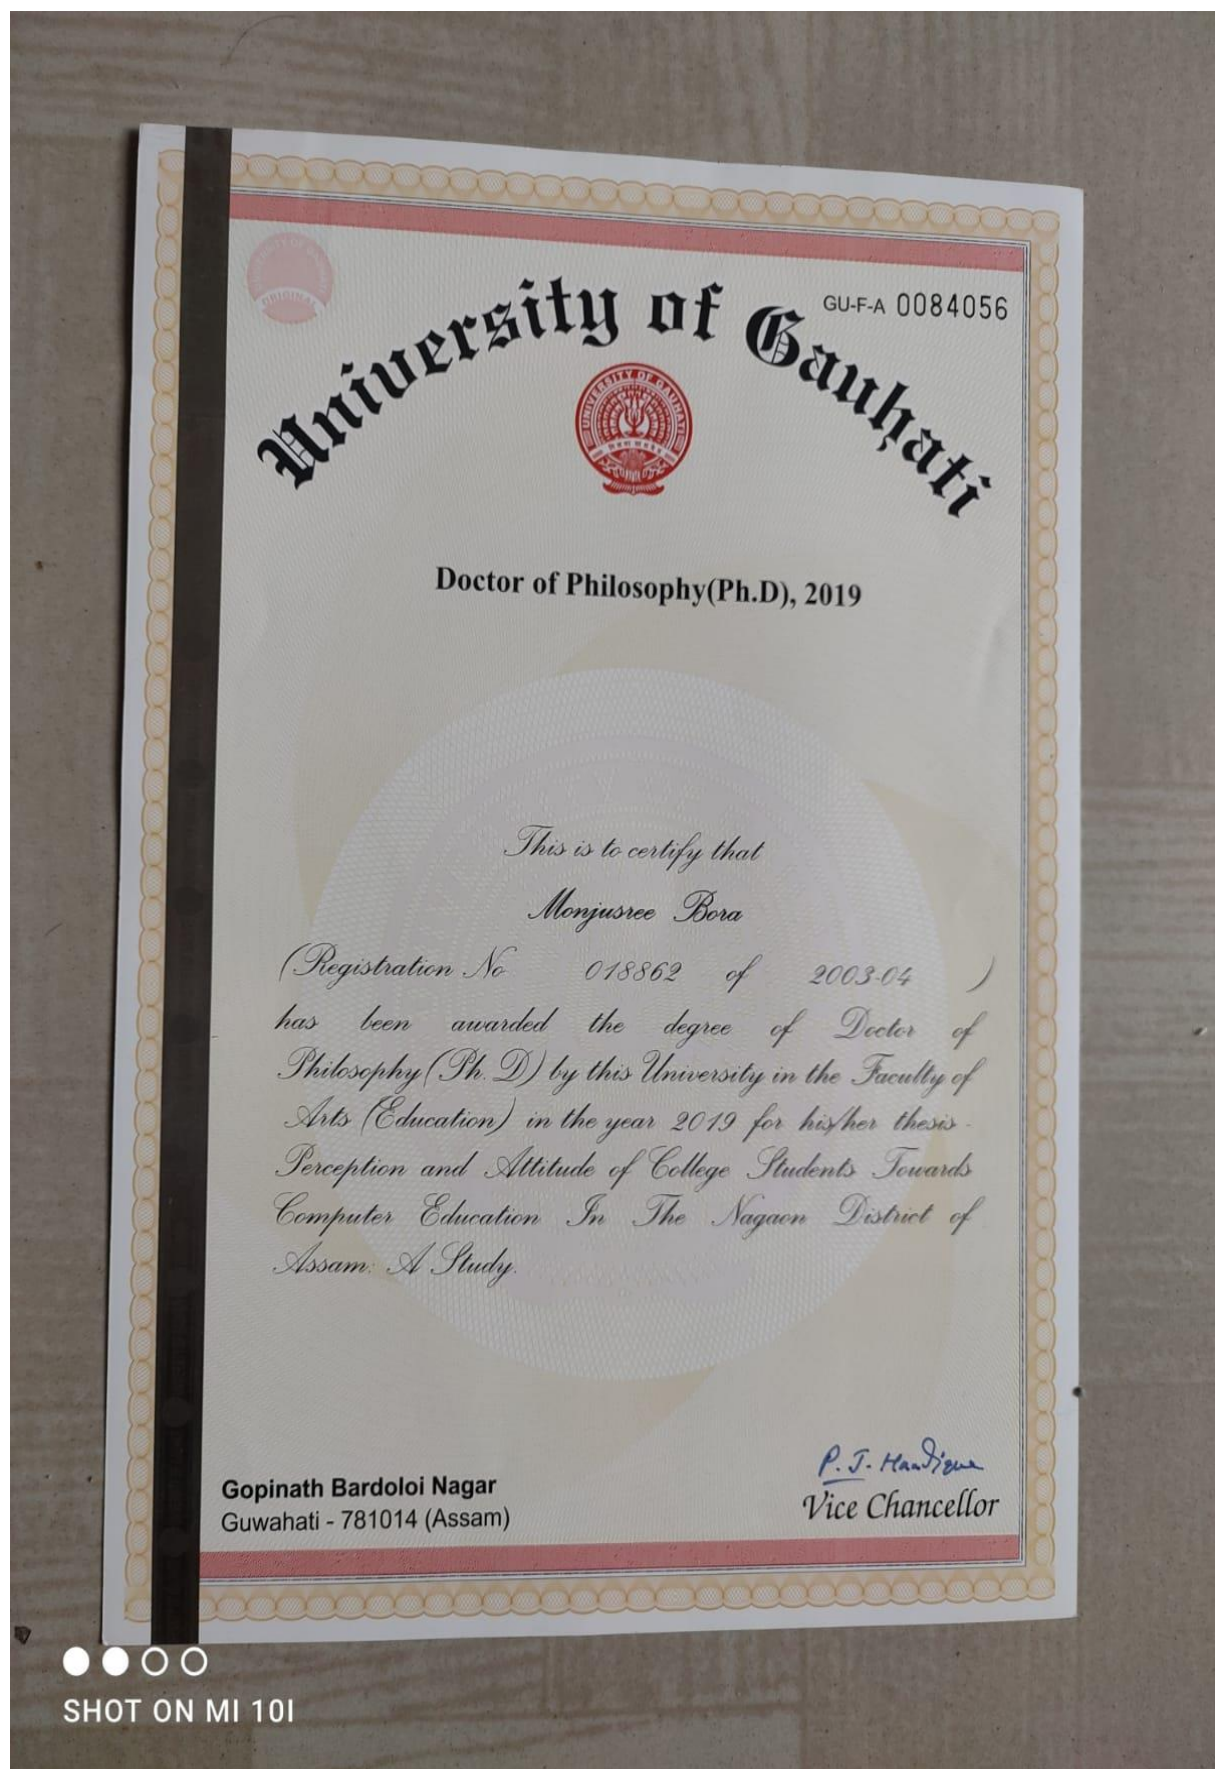 ORIGINAL
University of Gauhati
GU-F-A 0084056
UNIVERSITY OF GAUHATI
Doctor of Philosophy(Ph.D), 2019
This is to certify that
Monjusree Bora
(Registration No 018862 of 2003-04 )
has been awarded the degree of Doctor of
Philosophy (Ph. D) by this University in the Faculty of
Arts (Education) in the year 2019 for his/her thesis -
Perception and Attitude of College Students Towards
Computer Education In The Nagaon District of
Assam: A Study.
P. J. Handique
Gopinath Bardoloi Nagar
Vice Chancellor
Guwahati - 781014 (Assam)
SHOT ON MI 10I